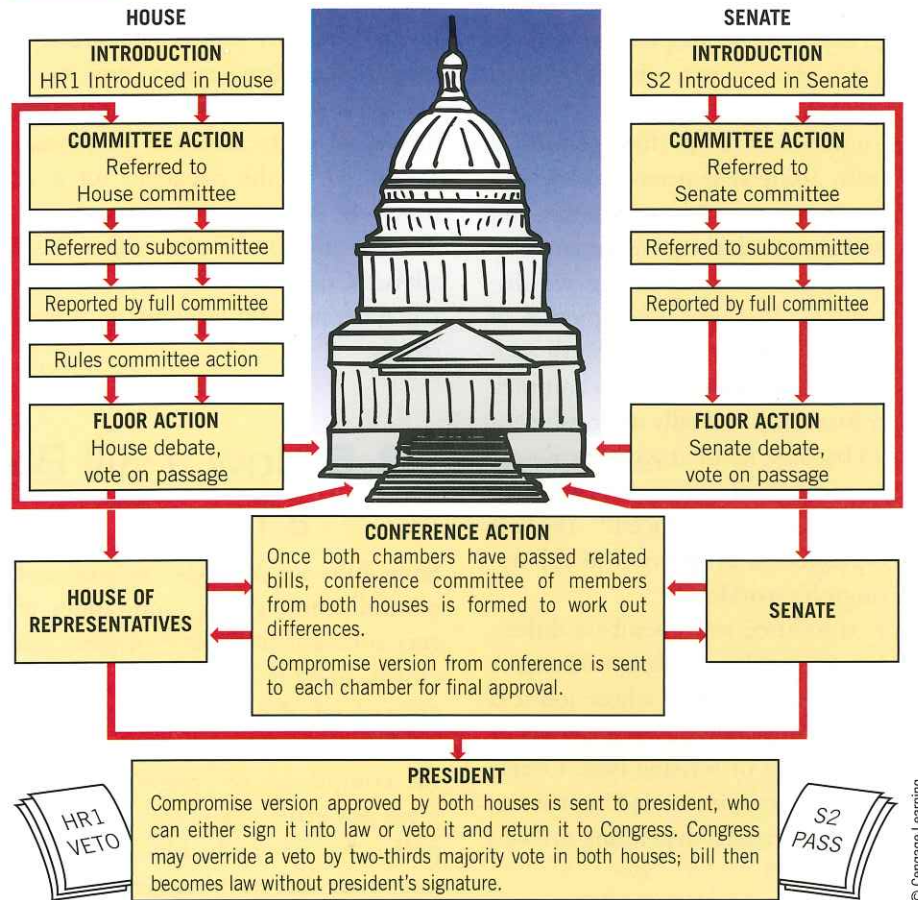 HOUSE
INTRODUCTION
HR1 Introduced in House
COMMITTEE ACTION
Referred to
House committee
Referred to subcommittee
Reported by full committee
Rules committee action
FLOOR ACTION
House debate,
vote on passage
SENATE
INTRODUCTION
S2 Introduced in Senate
COMMITTEE ACTION
Referred to
Senate committee
Referred to subcommittee
Reported by full committee
FLOOR ACTION
Senate debate,
vote on passage
HOUSE OF
REPRESENTATIVES
CONFERENCE ACTION
Once both chambers have passed related
bills, conference committee of members
from both houses is formed to work out
differences.
Compromise version from conference is sent
to each chamber for final approval.
SENATE
HR1
VETO
PRESIDENT
Compromise version approved by both houses is sent to president, who
can either sign it into law or veto it and return it to Congress. Congress
may override a veto by two-thirds majority vote in both houses; bill then
becomes law without president's signature.
S2
PASS
© Cengage Learning